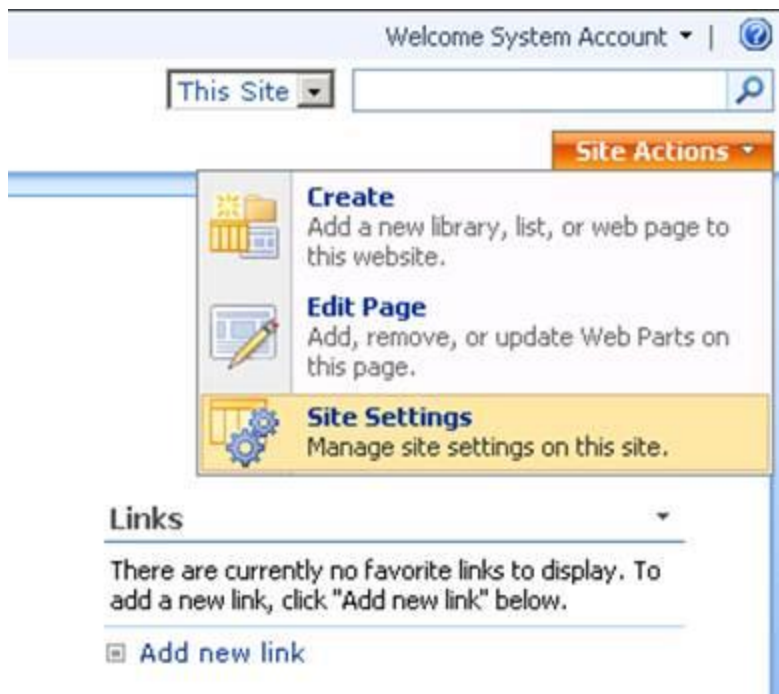 Welcome System Account
This Site
Site Actions
Create
Add a new library, list, or web page to
this website.
Edit Page
Add, remove, or update Web Parts on
this page.
Site Settings
Manage site settings on this site.
Links
There are currently no favorite links to display. To
add a new link, click "Add new link" below.
Add new link